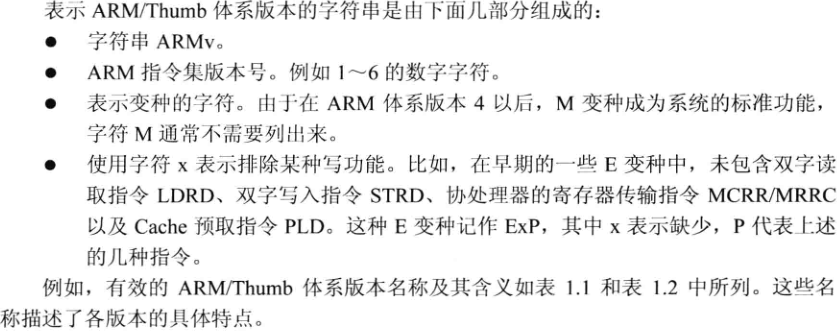 表示 ARM/Thumb 体系版本的字符串是由下面几部分组成的：
● 字符串 ARMv。
● ARM 指令集版本号。例如 1～6 的数字字符。
● 表示变种的字符。由于在 ARM 体系版本 4 以后，M 变种成为系统的标准功能，
字符 M 通常不需要列出来。
● 使用字符 x 表示排除某种写功能。比如，在早期的一些 E 变种中，未包含双字读
取指令 LDRD、双字写入指令 STRD、协处理器的寄存器传输指令 MCRR/MRRC
以及 Cache 预取指令 PLD。这种 E 变种记作 ExP，其中 x 表示缺少，P 代表上述
的几种指令。
例如，有效的 ARM/Thumb 体系版本名称及其含义如表 1.1 和表 1.2 中所列。这些名
称描述了各版本的具体特点。